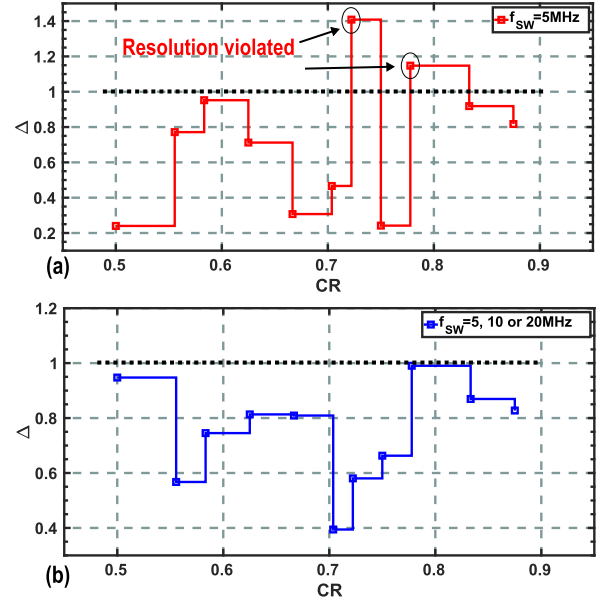 1.4
1.2
1
0.8
0.6
0.4
0.2
Δ
f_SW=5MHz
Resolution violated
0.5 0.6 0.7 0.8 0.9
(a)
CR
1.2
1
0.8
0.6
0.4
Δ
f_SW=5, 10 or 20MHz
0.5 0.6 0.7 0.8 0.9
(b)
CR